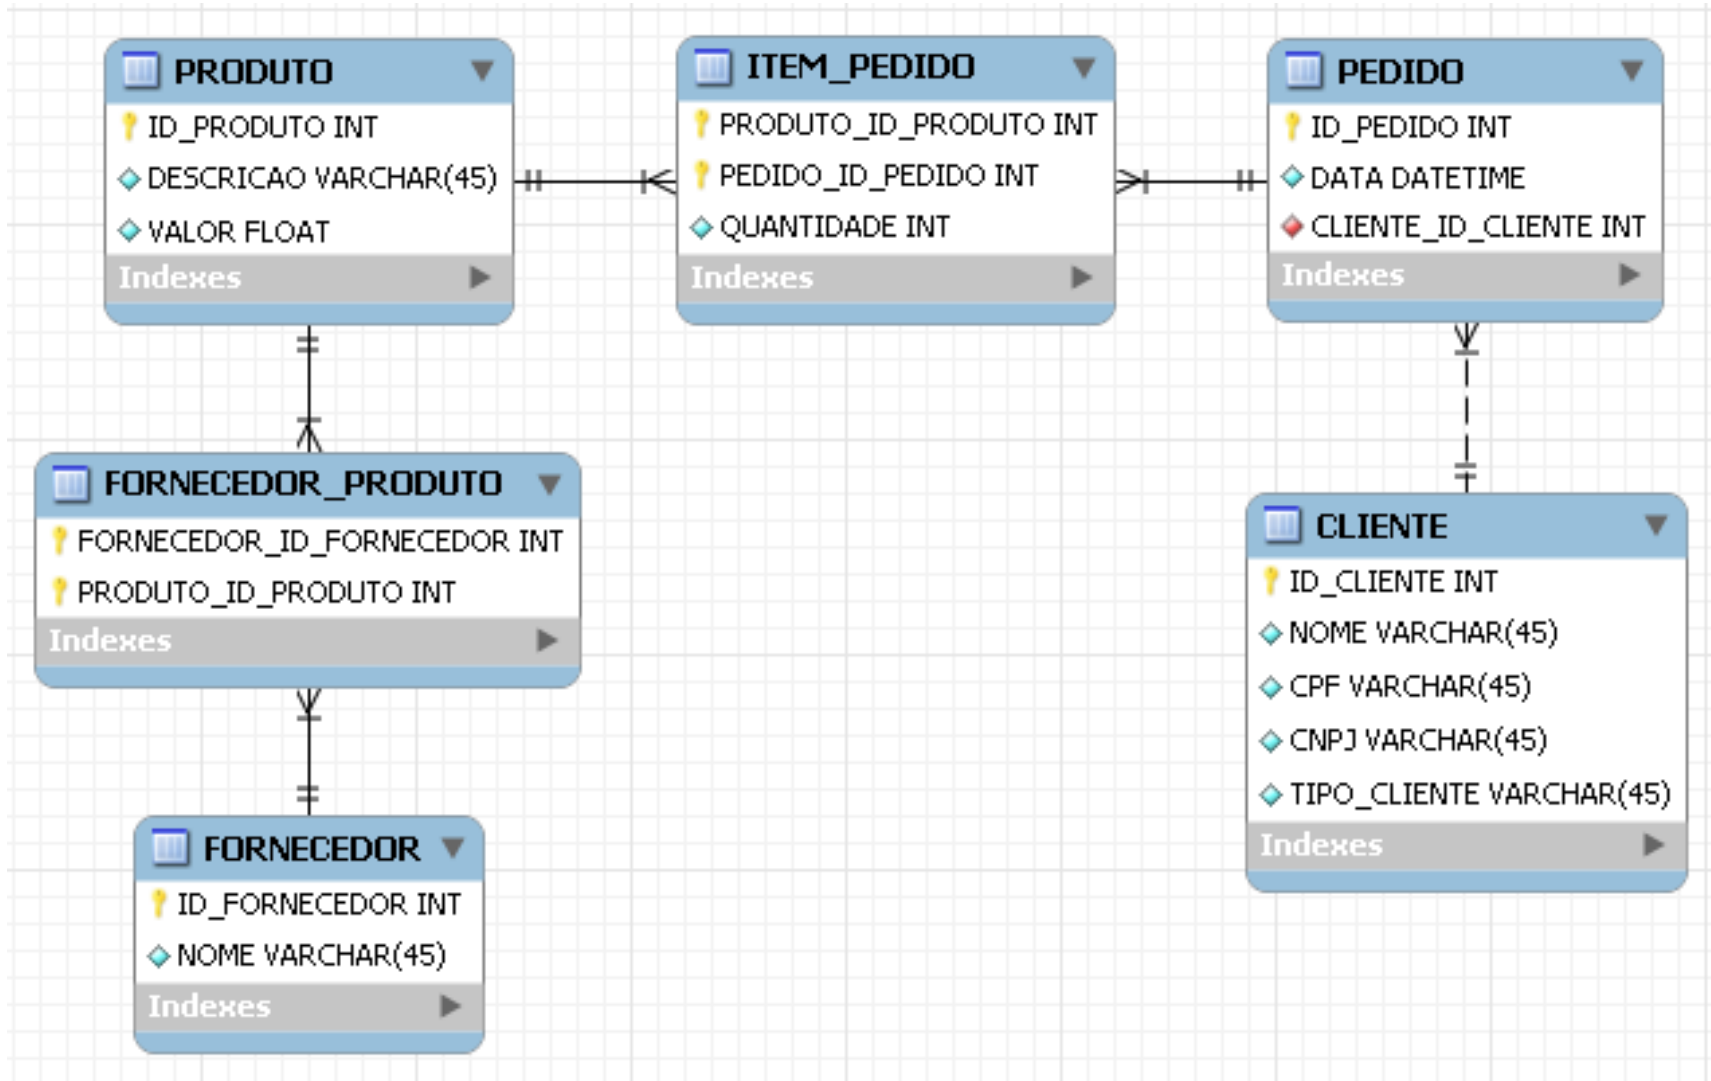 PRODUTO
ID_PRODUTO INT
DESCRICAO VARCHAR(45)
VALOR FLOAT
Indexes
ITEM_PEDIDO
PRODUTO_ID_PRODUTO INT
PEDIDO_ID_PEDIDO INT
QUANTIDADE INT
Indexes
PEDIDO
ID_PEDIDO INT
DATA DATETIME
CLIENTE_ID_CLIENTE INT
Indexes
FORNECEDOR_PRODUTO
FORNECEDOR_ID_FORNECEDOR INT
PRODUTO_ID_PRODUTO INT
Indexes
CLIENTE
ID_CLIENTE INT
NOME VARCHAR(45)
CPF VARCHAR(45)
CNPJ VARCHAR(45)
TIPO_CLIENTE VARCHAR(45)
Indexes
FORNECEDOR
ID_FORNECEDOR INT
NOME VARCHAR(45)
Indexes